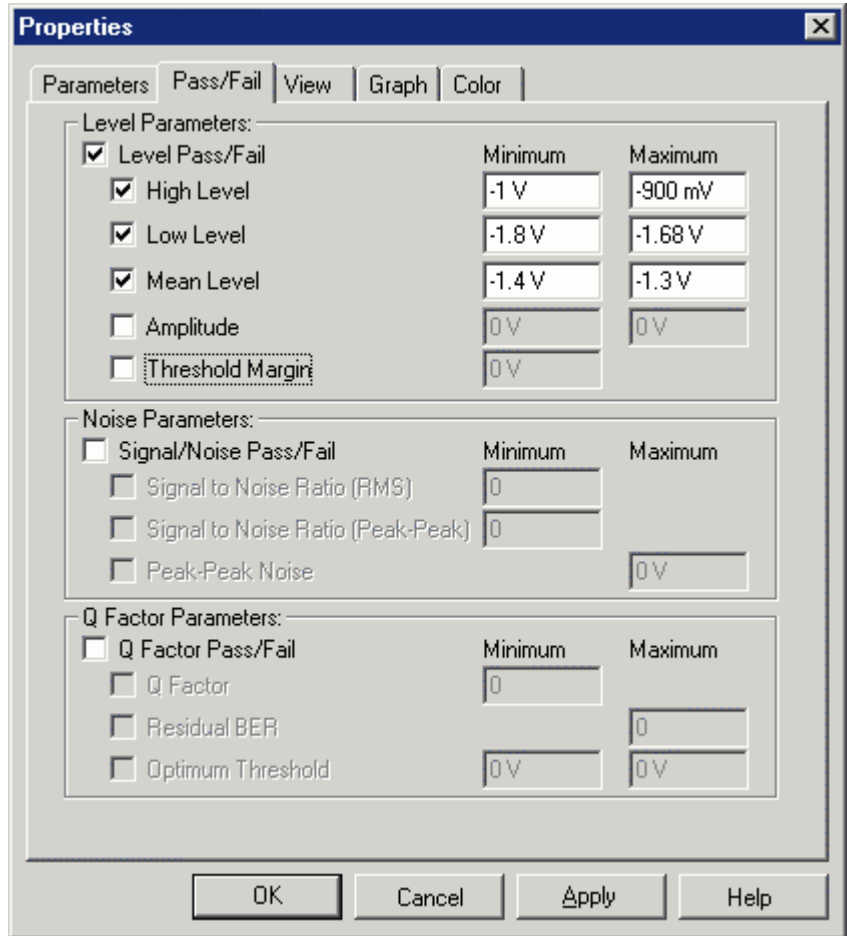 Properties
Parameters Pass/Fail View Graph Color
Level Parameters:
Level Pass/Fail Minimum Maximum
High Level -1 V -900 mV
Low Level -1.8 V -1.68 V
Mean Level -1.4 V -1.3 V
Amplitude 0 V 0 V
Threshold Margin 0 V
Noise Parameters:
Signal/Noise Pass/Fail Minimum Maximum
Signal to Noise Ratio (RMS) 0
Signal to Noise Ratio (Peak-Peak) 0
Peak-Peak Noise 0 V
Q Factor Parameters:
Q Factor Pass/Fail Minimum Maximum
Q Factor 0
Residual BER 0
Optimum Threshold 0 V 0 V
OK Cancel Apply Help